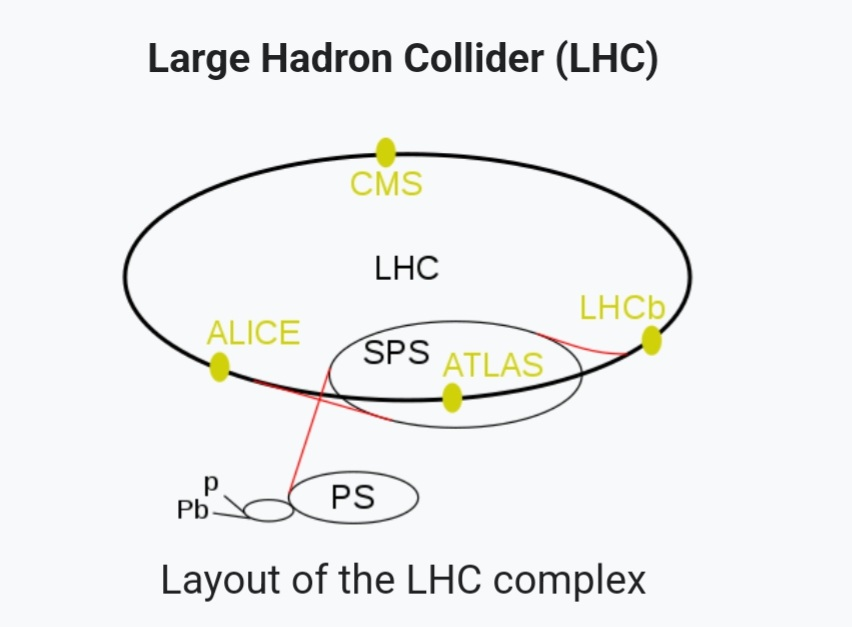 Large Hadron Collider (LHC)
CMS
LHC
LHCb
ALICE
SPS
ATLAS
p
Pb
PS
Layout of the LHC complex